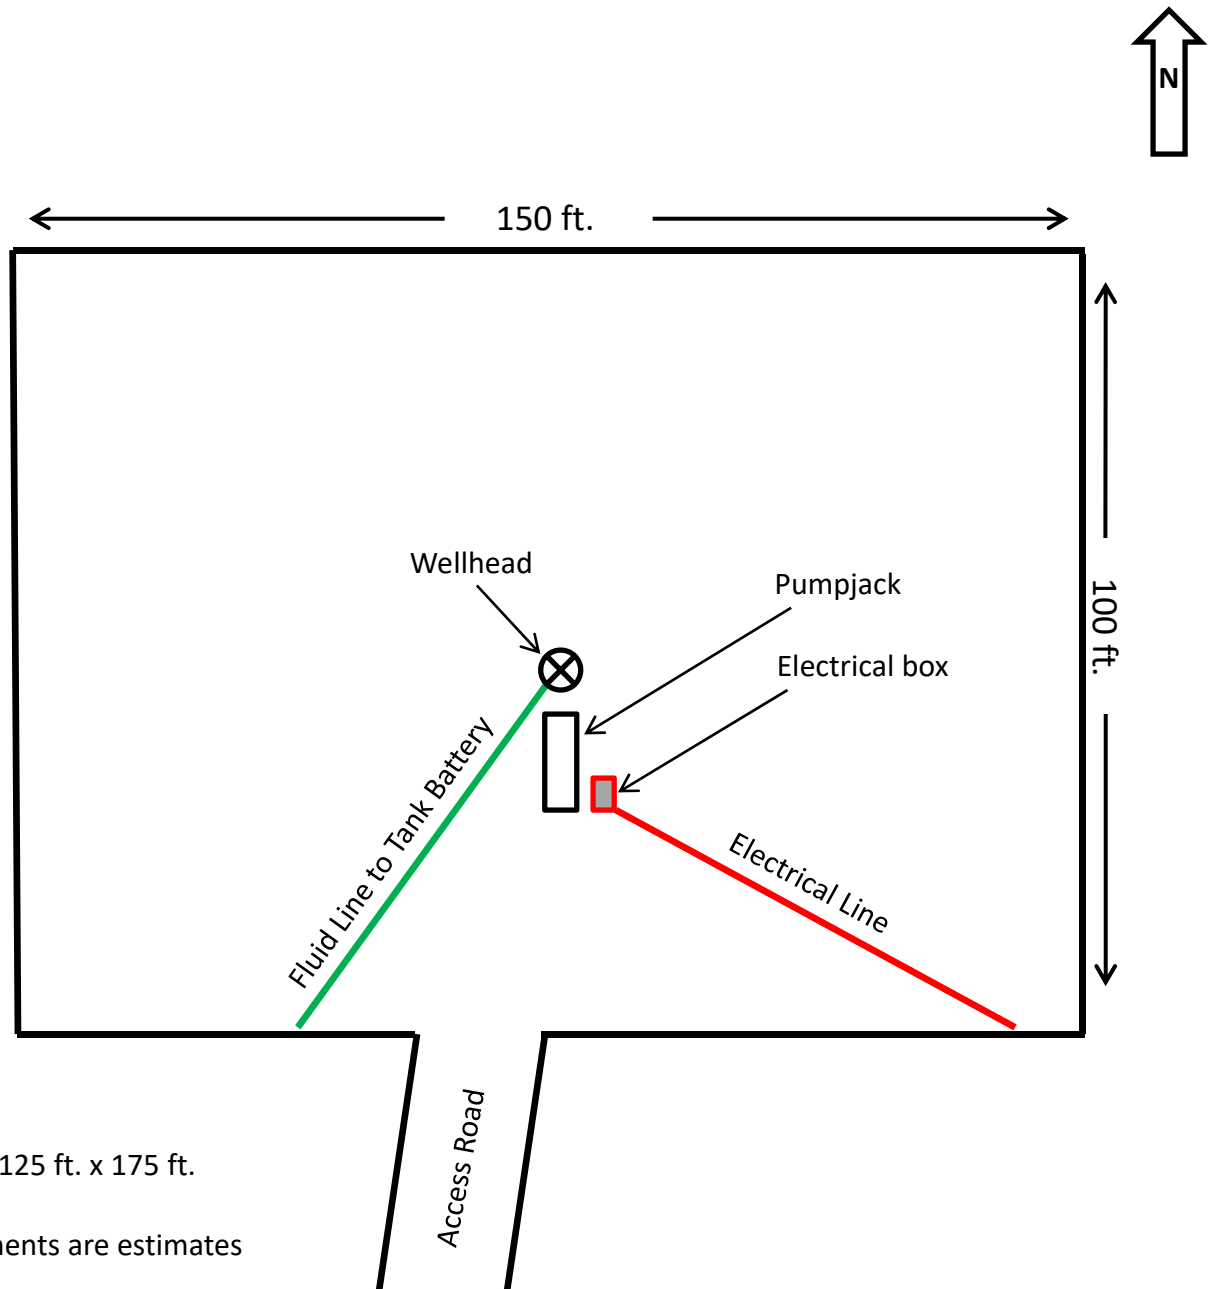 N
150 ft.
Wellhead
Pumpjack
100 ft.
Electrical box
Fluid Line to Tank Battery
Electrical Line
Access Road
125 ft. x 175 ft.
are estimates